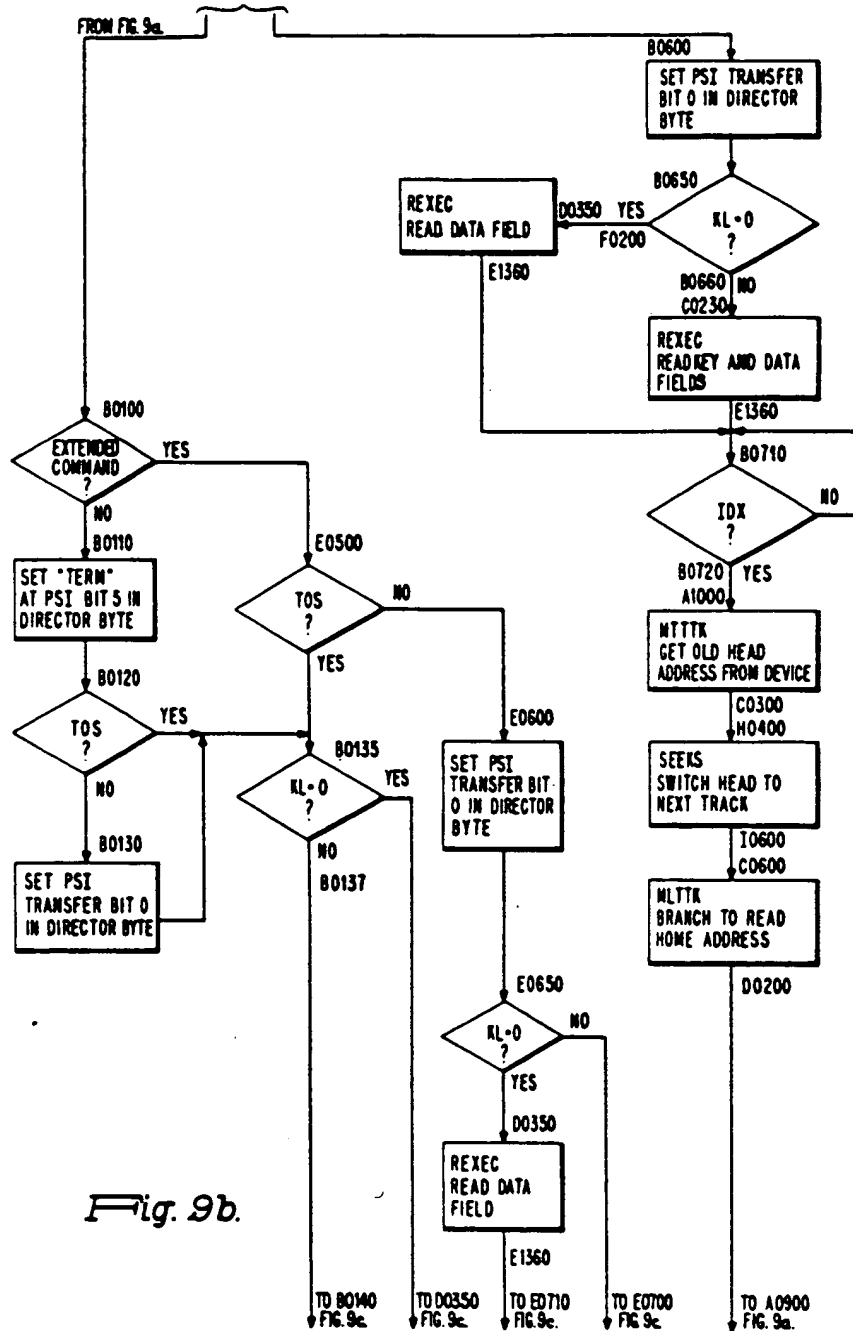 FROM FIG. 9a.
B0600
SET PSI TRANSFER
BIT 0 IN DIRECTOR
BYTE
B0650
KL=0
?
YES
D0350
F0200
REXEC
READ DATA FIELD
E1360
B0660 NO
C0230
REXEC
READ KEY AND DATA
FIELDS
E1360
B0710
IDX
?
NO
B0720 YES
A1000
MTTTK
GET OLD HEAD
ADDRESS FROM DEVICE
C0300
H0400
SEEKS
SWITCH HEAD TO
NEXT TRACK
I0600
C0600
MLTTK
BRANCH TO READ
HOME ADDRESS
D0200
B0100
EXTENDED
COMMAND
?
YES
NO
B0110
SET "TERM"
AT PSI BIT 5 IN
DIRECTOR BYTE
B0120
TOS
?
YES
NO
B0130
SET PSI
TRANSFER BIT 0
IN DIRECTOR BYTE
E0500
TOS
?
NO
YES
B0135
KL=0
?
YES
NO
B0137
E0600
SET PSI
TRANSFER BIT
0 IN DIRECTOR
BYTE
E0650
KL=0
?
NO
YES
D0350
REXEC
READ DATA
FIELD
E1360
Fig. 9b.
TO B0140
FIG. 9c
TO D0350
FIG. 9c.
TO E0710
FIG. 9c.
TO E0700
FIG. 9c
TO A0900
FIG. 9a.